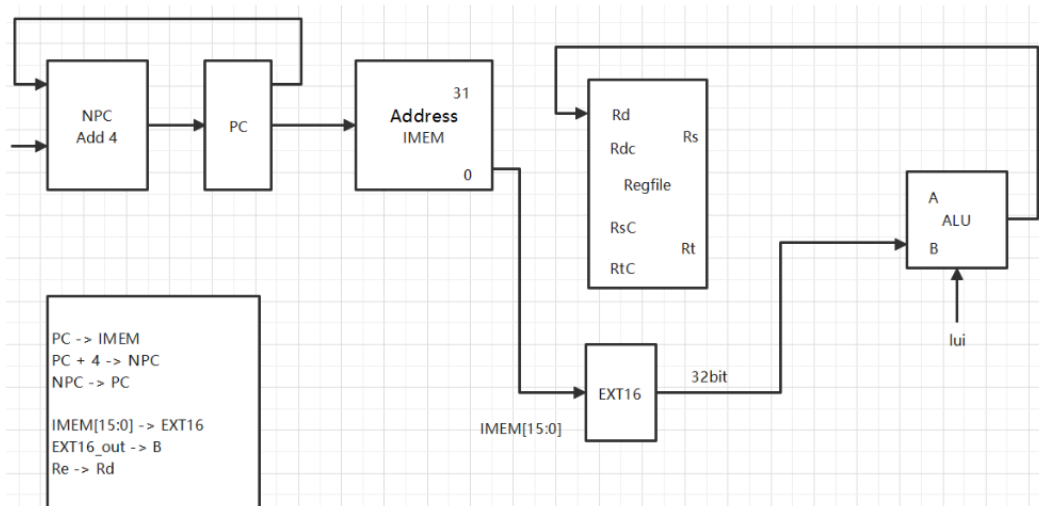 NPC
Add 4
PC
31
Address
IMEM
0
Rd
Rs
Rdc
Regfile
RsC
Rt
RtC
A
ALU
B
lui
EXT16
32bit
IMEM[15:0]
PC -> IMEM
PC + 4 -> NPC
NPC -> PC
IMEM[15:0] -> EXT16
EXT16_out -> B
Re -> Rd